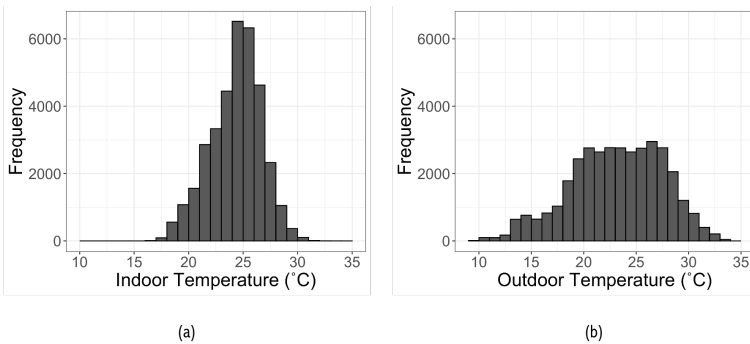 6000
4000
2000
0
Frequency
10 15 20 25 30 35
Indoor Temperature (˚C)
(a)
6000
4000
2000
0
Frequency
10 15 20 25 30 35
Outdoor Temperature (˚C)
(b)